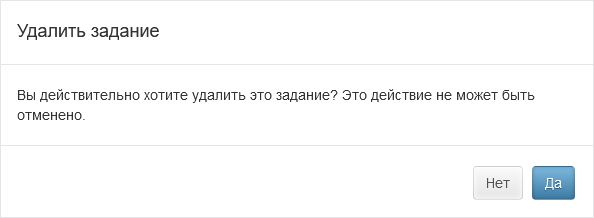 Удалить задание
Вы действительно хотите удалить это задание? Это действие не может быть
отменено.
Нет
Да